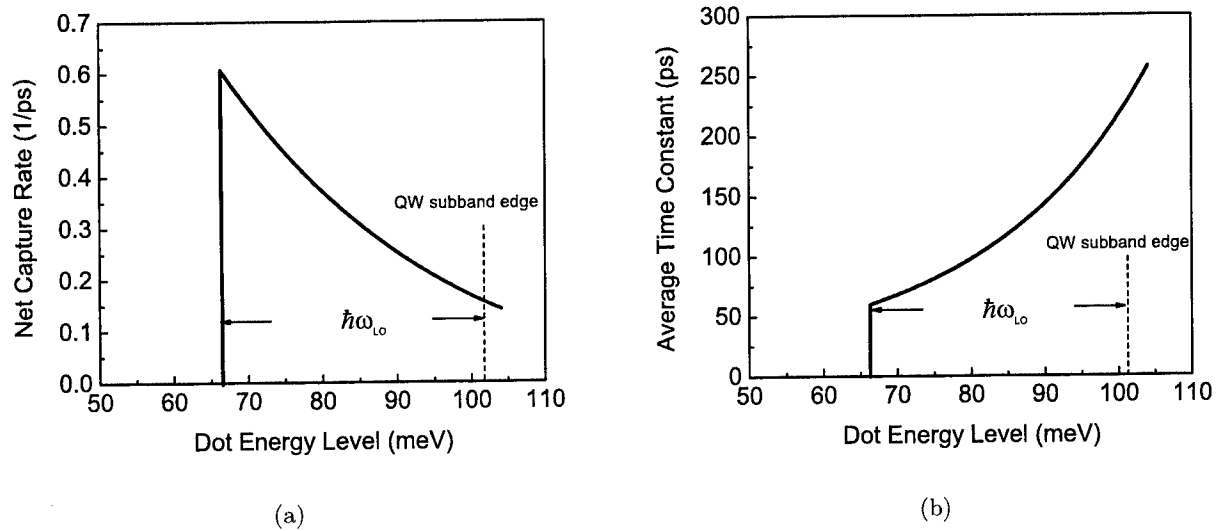 0.7
0.6
0.5
0.4
0.3
0.2
0.1
0.0
Net Capture Rate (1/ps)
QW subband edge
ħω_LO
50 60 70 80 90 100 110
Dot Energy Level (meV)
(a)
300
250
200
150
100
50
0
Average Time Constant (ps)
QW subband edge
ħω_LO
50 60 70 80 90 100 110
Dot Energy Level (meV)
(b)